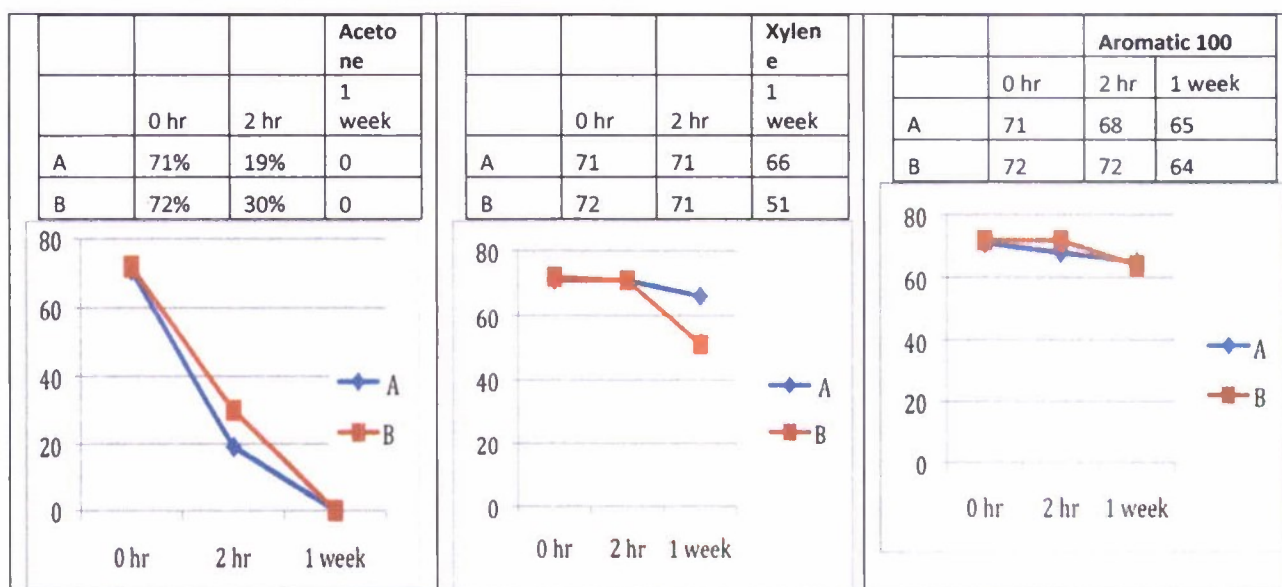 Aceto
ne
1
0 hr 2 hr week
A 71% 19% 0
B 72% 30% 0
80
60
40
20
0
0 hr 2 hr 1 week
A
B
Xylen
e
1
0 hr 2 hr week
A 71 71 66
B 72 71 51
80
60
40
20
0
0 hr 2 hr 1 week
A
B
Aromatic 100
0 hr 2 hr 1 week
A 71 68 65
B 72 72 64
80
60
40
20
0
0 hr 2 hr 1 week
A
B